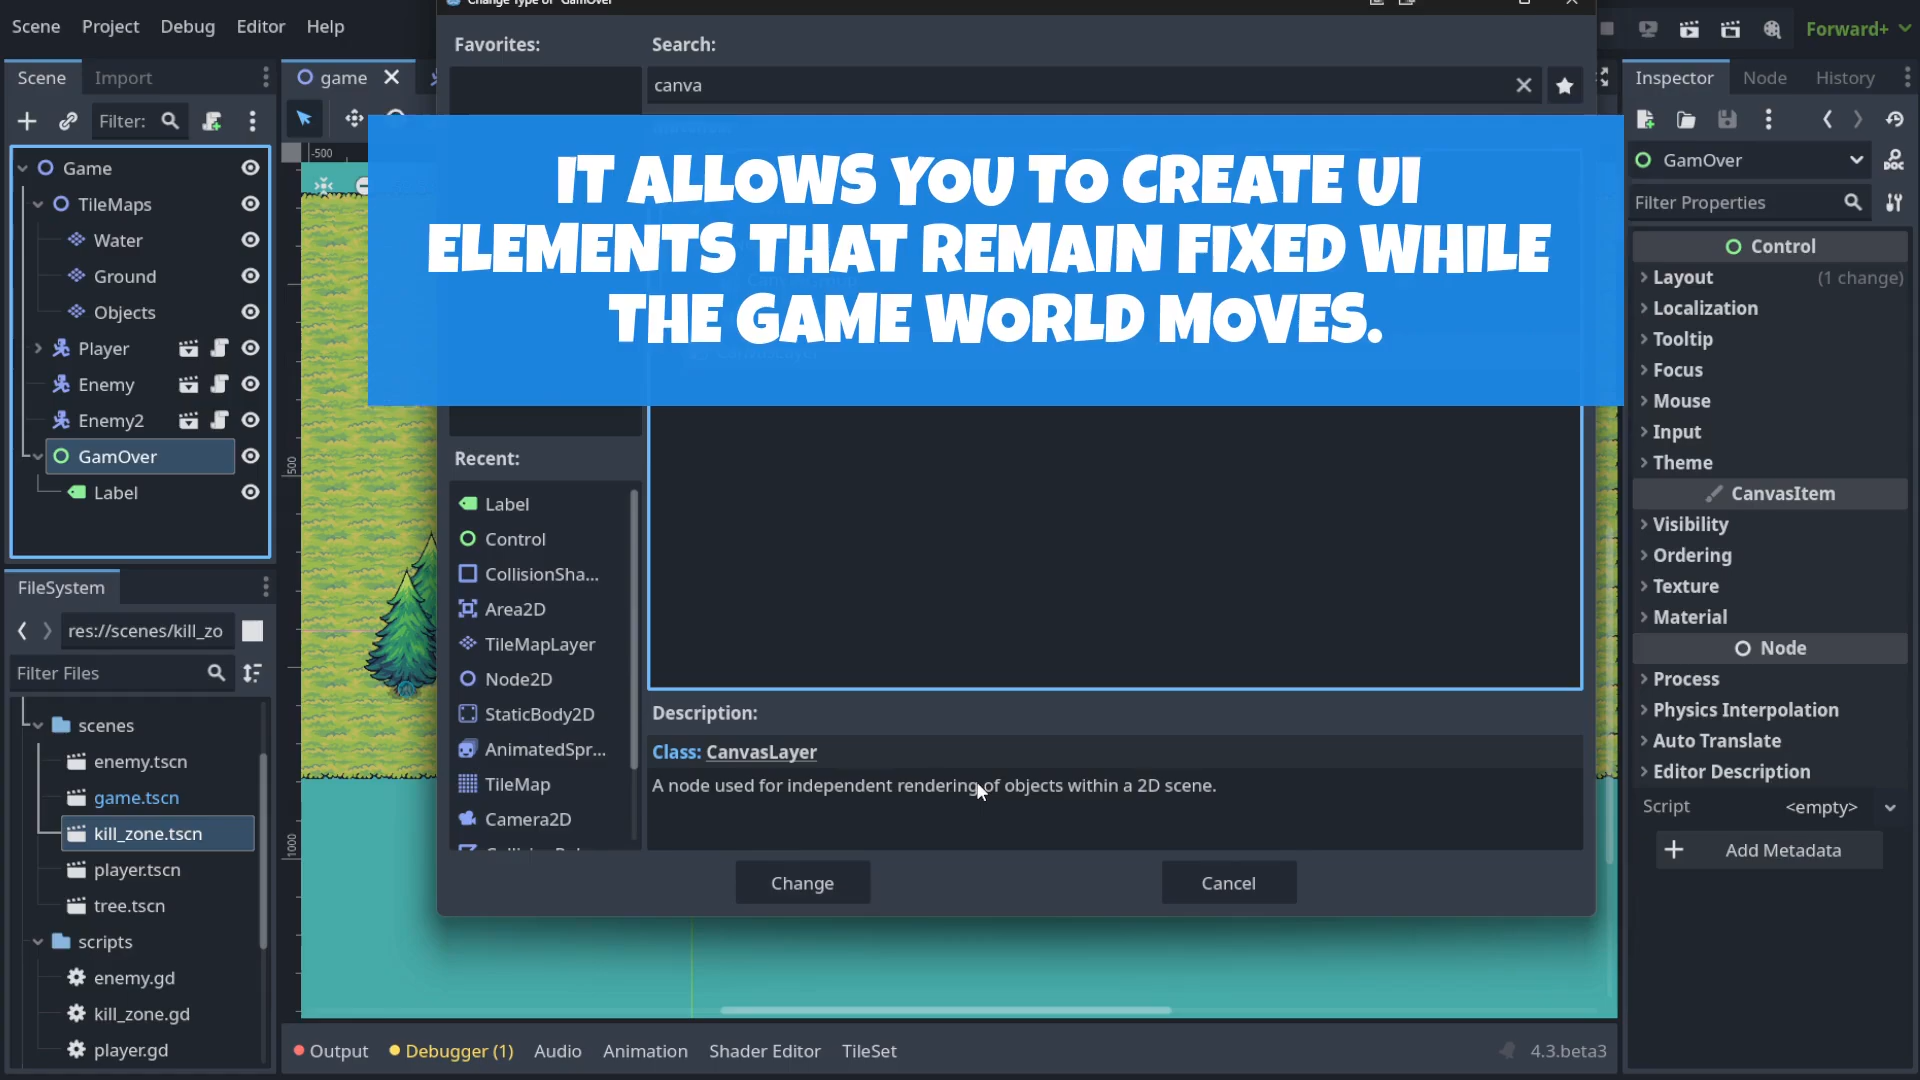 Change Type of "GamOver"
Scene Project Debug Editor Help
Forward+
Scene Import
Filter:
Game
TileMaps
Water
Ground
Objects
Player
Enemy
Enemy2
GamOver
Label
FileSystem
res://scenes/kill_zo
Filter Files
scenes
enemy.tscn
game.tscn
kill_zone.tscn
player.tscn
tree.tscn
scripts
enemy.gd
kill_zone.gd
player.gd
game
-500
500
1000
Favorites:
Search:
canva
IT ALLOWS YOU TO CREATE UI
ELEMENTS THAT REMAIN FIXED WHILE
THE GAME WORLD MOVES.
Recent:
Label
Control
CollisionSha...
Area2D
TileMapLayer
Node2D
StaticBody2D
AnimatedSpr...
TileMap
Camera2D
Description:
Class: CanvasLayer
A node used for independent rendering of objects within a 2D scene.
Change Cancel
Output Debugger (1) Audio Animation Shader Editor TileSet 4.3.beta3
Inspector Node History
GamOver
Filter Properties
Control
Layout (1 change)
Localization
Tooltip
Focus
Mouse
Input
Theme
CanvasItem
Visibility
Ordering
Texture
Material
Node
Process
Physics Interpolation
Auto Translate
Editor Description
Script <empty>
Add Metadata